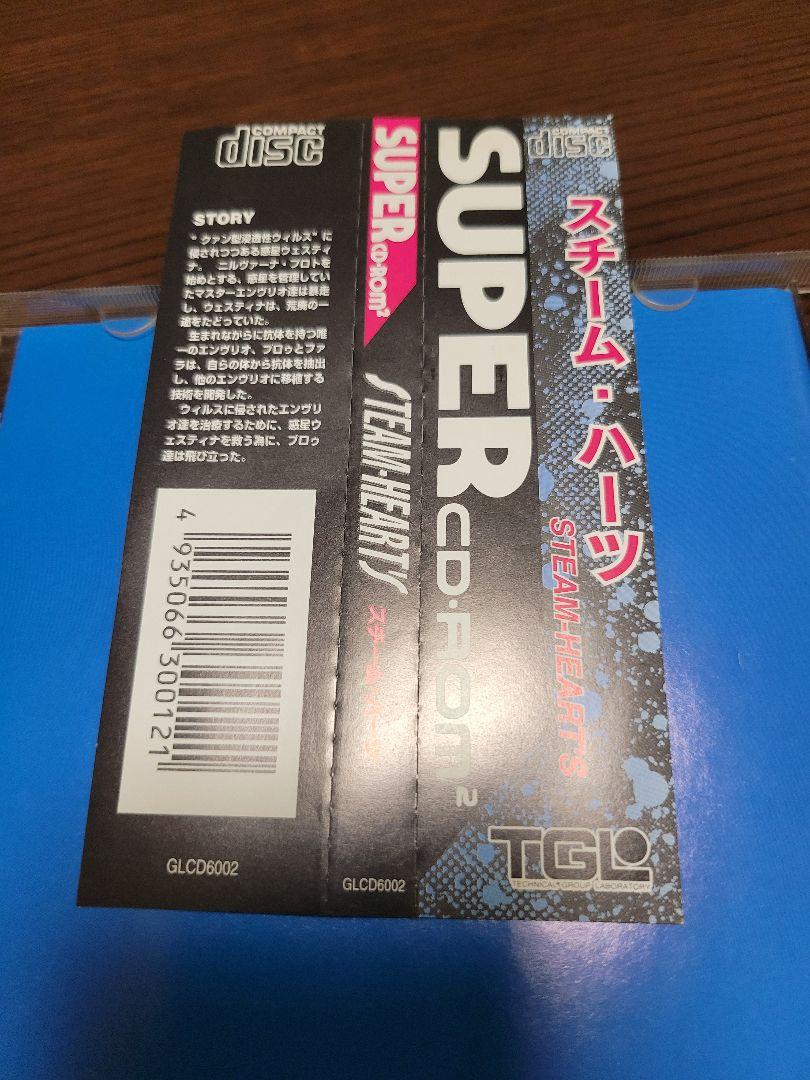 COMPACT
disc
STORY
"クァン型浸透性ウィルス"に
侵されつつある惑星ウェスティ
ナ。 ニルヴァーナ・プロトを
始めとする、惑星を管理してい
たマスターエンヴリオ達は暴走
し、ウェスティナは、荒廃の一
途をたどっていた。
生まれながらに抗体を持つ唯
一のエンヴリオ、ブロゥとファ
ラは、自らの体から抗体を抽出
し、他のエンヴリオに移植する
技術を開発した。
ウィルスに侵されたエンヴリ
オ達を治療するために、惑星ウ
ェスティナを救う為に、ブロゥ
達は飛び立った。
4 935066 300121
GLCD6002
SUPER CD-ROM2
STEAM-HEARTS
スチーム・ハーツ
GLCD6002
SUPER CD-ROM2
COMPACT
disc
スチーム・ハーツ
STEAM-HEARTS
TGL
TECHNICAL GROUP LABORATORY